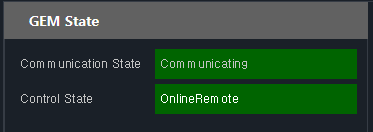 GEM State
Communication State Communicating
Control State OnlineRemote